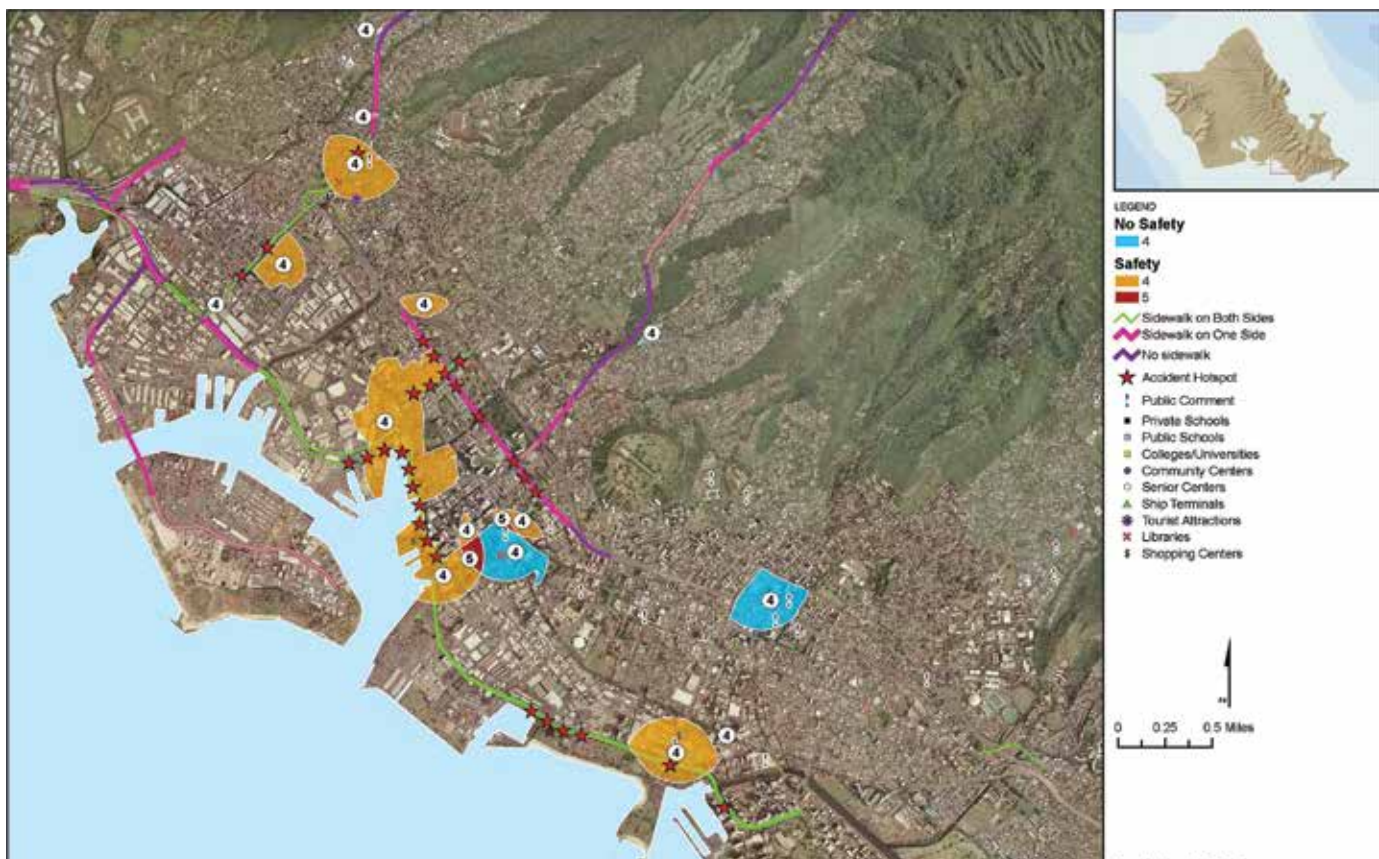 4
4
4
4
4
4
4
4
4
5
4
4
5
4
4
4
4
4
LEGEND
No Safety
4
Safety
4
5
Sidewalk on Both Sides
Sidewalk on One Side
No sidewalk
Accident Hotspot
Public Comment
Private Schools
Public Schools
Colleges/Universities
Community Centers
Senior Centers
Ship Terminals
Tourist Attractions
Libraries
Shopping Centers
0 0.25 0.5 Miles